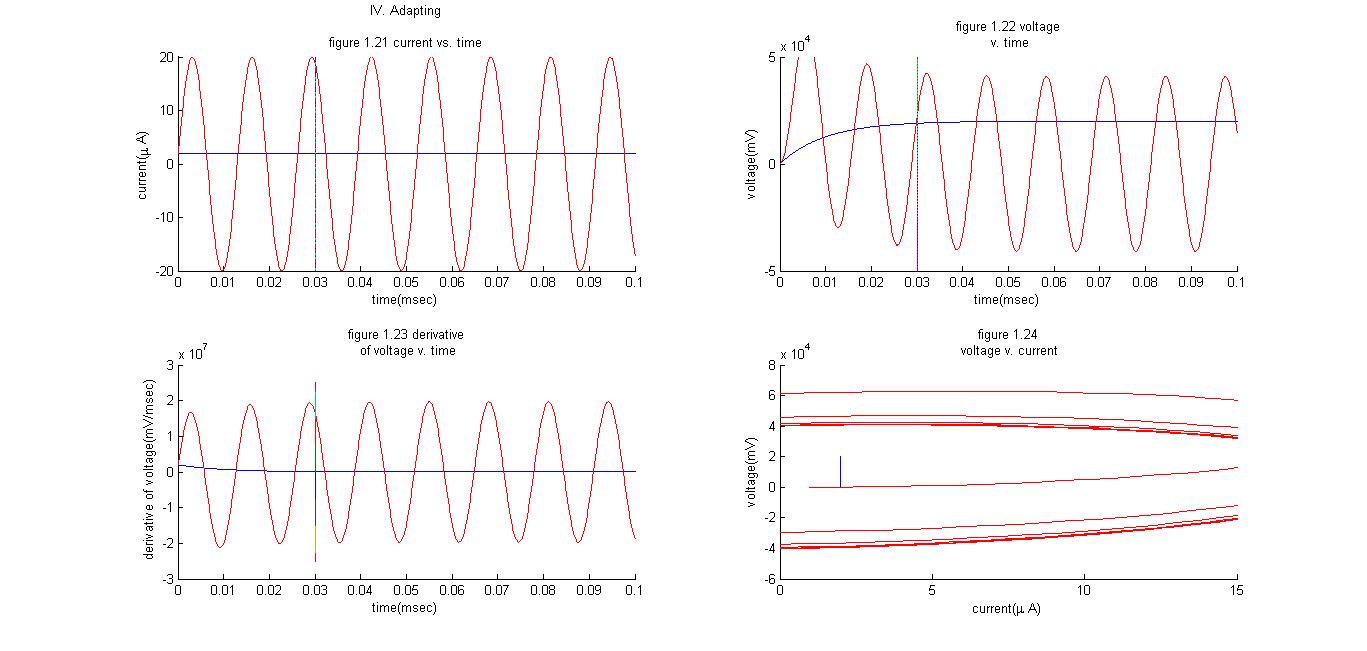 IV. Adapting
figure 1.21 current vs. time
20
10
0
-10
-20
current(μ A)
0 0.01 0.02 0.03 0.04 0.05 0.06 0.07 0.08 0.09 0.1
time(msec)
figure 1.22 voltage
v. time
x 10^4
5
0
-5
voltage(mV)
0 0.01 0.02 0.03 0.04 0.05 0.06 0.07 0.08 0.09 0.1
time(msec)
figure 1.23 derivative
of voltage v. time
x 10^7
3
2
1
0
-1
-2
-3
derivative of voltage(mV/msec)
0 0.01 0.02 0.03 0.04 0.05 0.06 0.07 0.08 0.09 0.1
time(msec)
figure 1.24
voltage v. current
x 10^4
8
6
4
2
0
-2
-4
-6
voltage(mV)
0 5 10 15
current(μ A)